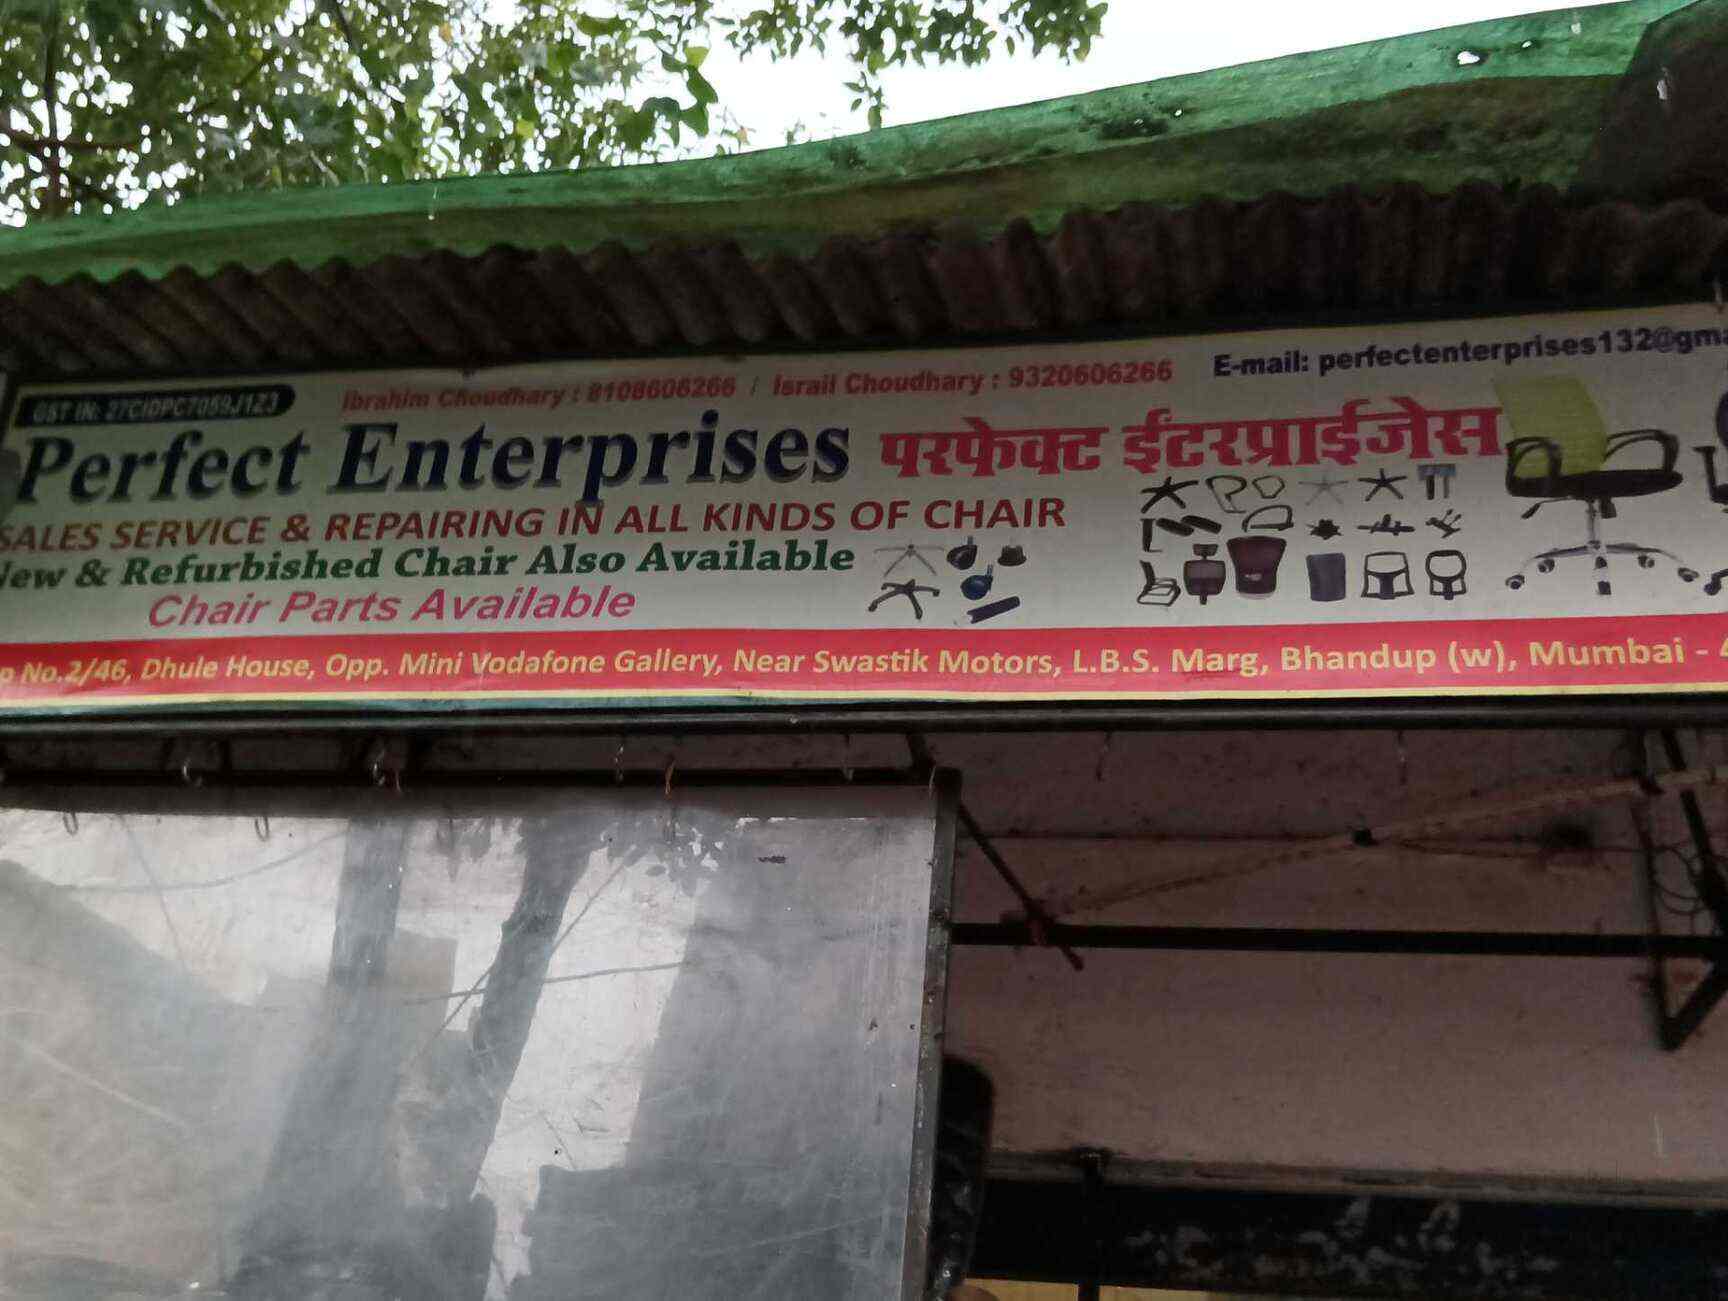 GST IN: 27CIDPC7059J1Z3
Ibrahim Choudhary : 8108606266 / Israil Choudhary : 9320606266
E-mail: perfectenterprises132@gma
Perfect Enterprises परफेक्ट ईंटरप्राईजेस
SALES SERVICE & REPAIRING IN ALL KINDS OF CHAIR
New & Refurbished Chair Also Available
Chair Parts Available
p No.2/46, Dhule House, Opp. Mini Vodafone Gallery, Near Swastik Motors, L.B.S. Marg, Bhandup (w), Mumbai - 4